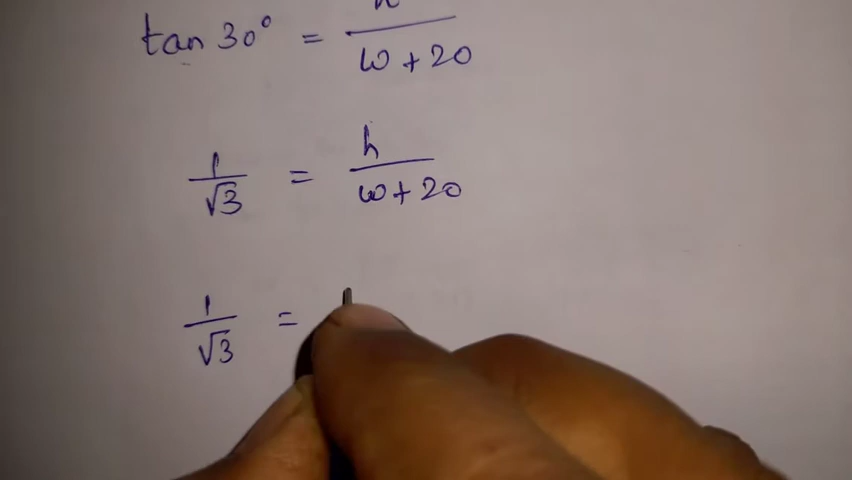 tan 30° = h / w + 20
1 / √3 = h / w + 20
1 / √3 =